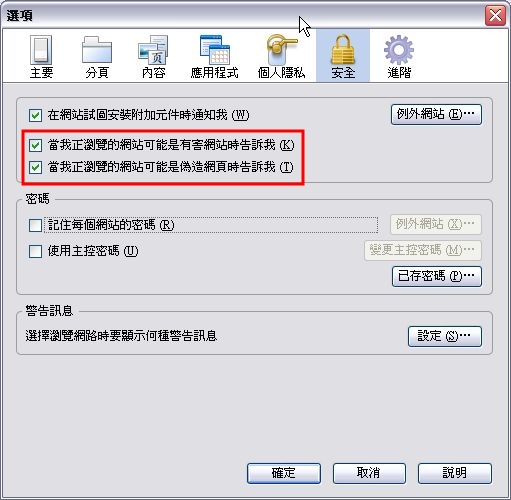 選項
主要 分頁 內容 應用程式 個人隱私 安全 進階
在網站試圖安裝附加元件時通知我 (W) 例外網站 (E)…
當我正瀏覽的網站可能是有害網站時告訴我 (K)
當我正瀏覽的網站可能是偽造網頁時告訴我 (T)
密碼
記住每個網站的密碼 (R) 例外網站 (X)…
使用主控密碼 (U) 變更主控密碼 (M)…
已存密碼 (P)…
警告訊息
選擇瀏覽網路時要顯示何種警告訊息 設定 (S)…
確定 取消 說明